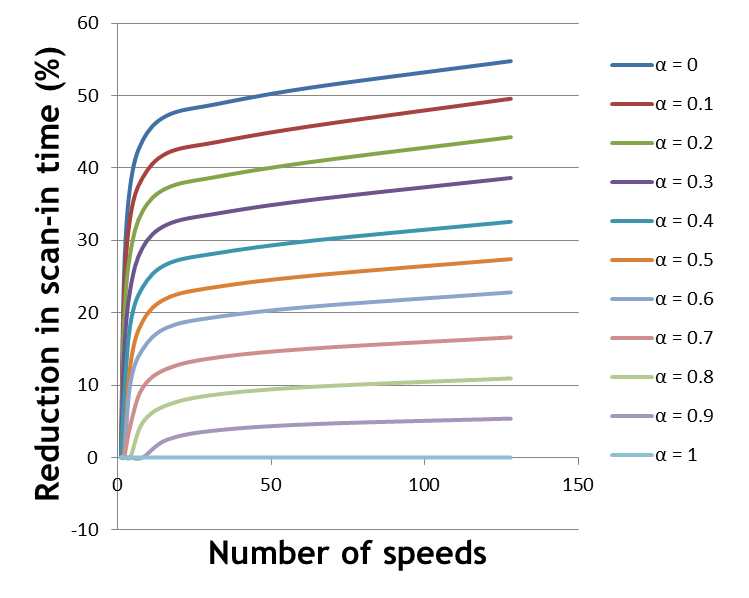 Reduction in scan-in time (%)
60
50
40
30
20
10
0
-10
0 50 100 150
Number of speeds
α = 0
α = 0.1
α = 0.2
α = 0.3
α = 0.4
α = 0.5
α = 0.6
α = 0.7
α = 0.8
α = 0.9
α = 1